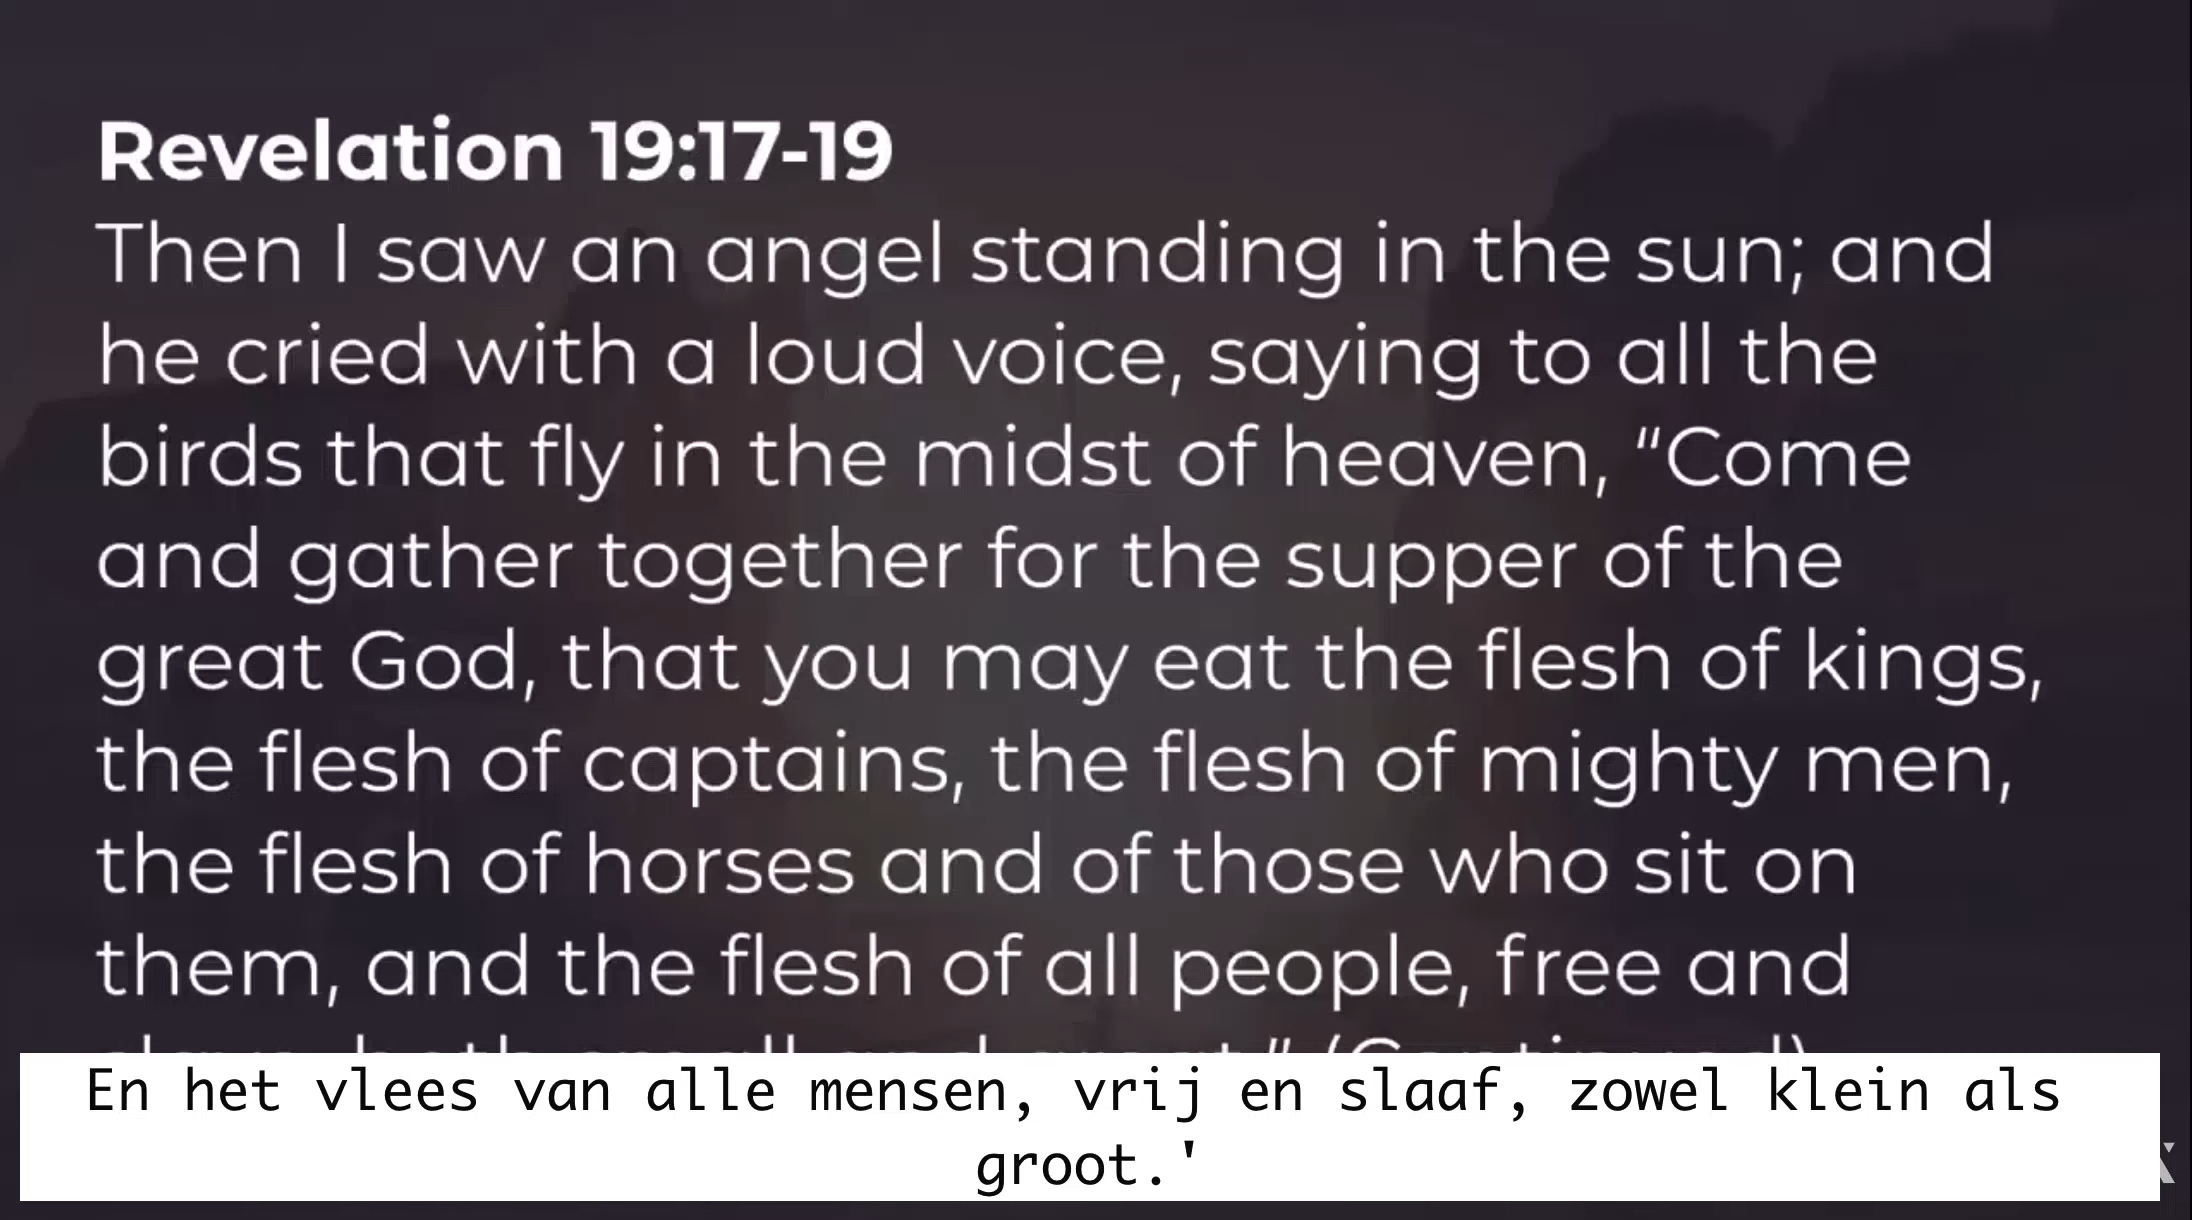 Revelation 19:17-19
Then I saw an angel standing in the sun; and
he cried with a loud voice, saying to all the
birds that fly in the midst of heaven, “Come
and gather together for the supper of the
great God, that you may eat the flesh of kings,
the flesh of captains, the flesh of mighty men,
the flesh of horses and of those who sit on
them, and the flesh of all people, free and
En het vlees van alle mensen, vrij en slaaf, zowel klein als
groot.'